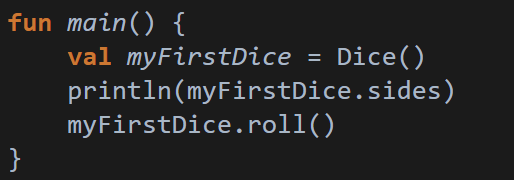 fun main() {
    val myFirstDice = Dice()
    println(myFirstDice.sides)
    myFirstDice.roll()
}